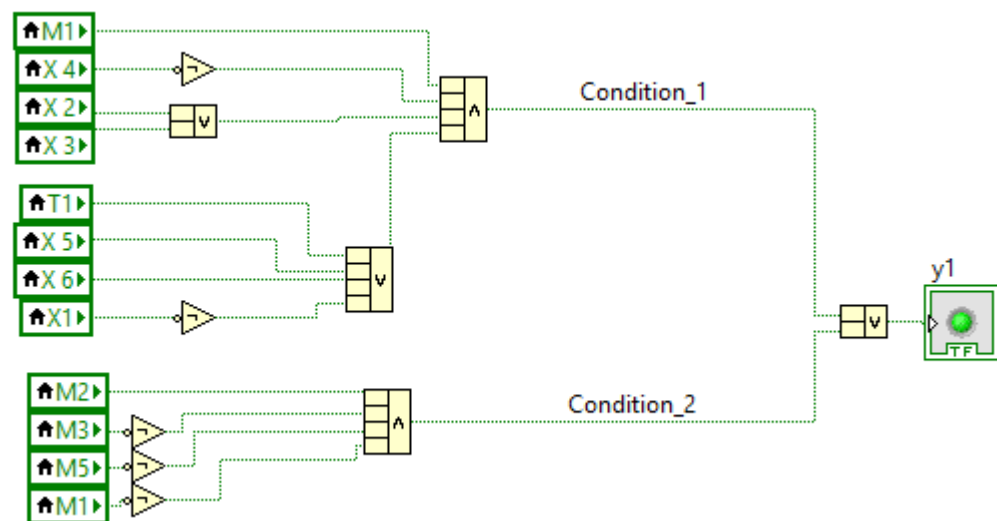 M1
X 4
X 2
X 3
Condition_1
T1
X 5
X 6
X1
y1
TF
M2
M3
M5
M1
Condition_2